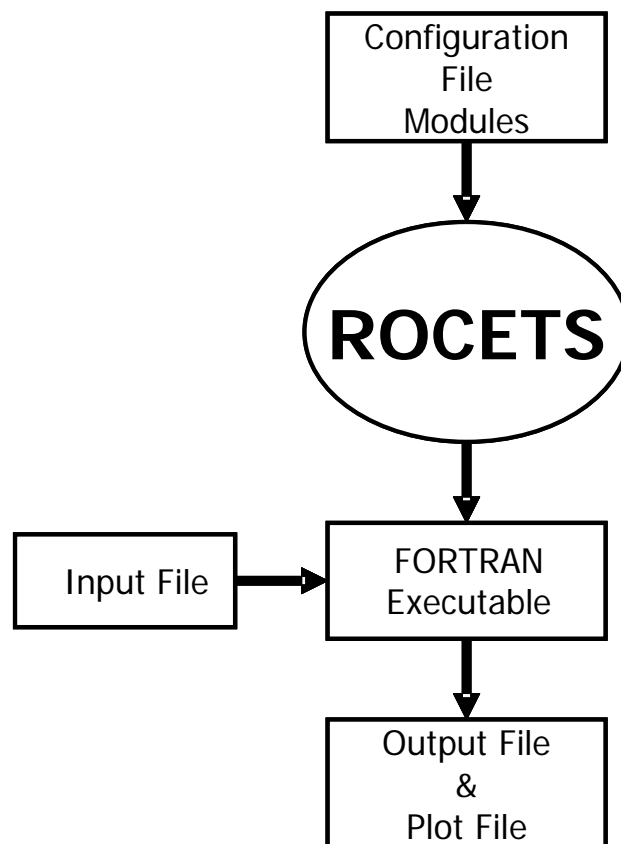 Configuration
File
Modules
ROCETS
Input File
FORTRAN
Executable
Output File
&
Plot File